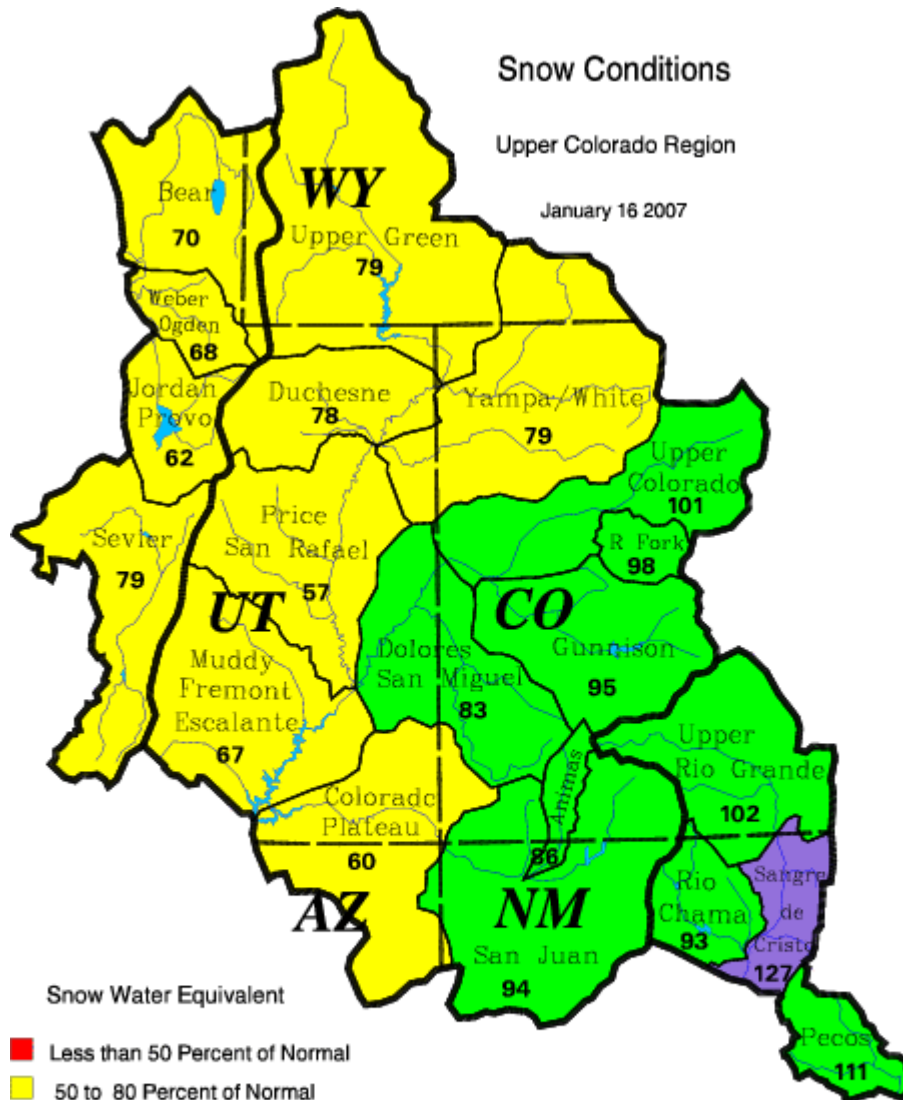 Snow Conditions
Upper Colorado Region
January 16 2007
WY
Bear
70
Upper Green
79
Weber
Ogden
68
Jordan
Provo
62
Duchesne
78
Yampa/White
79
Upper
Colorado
101
R Fork
98
Sevier
79
Price
San Rafael
57
UT
CO
Muddy
Fremont
Escalante
67
Dolores
San Miguel
83
Gunnison
95
Upper
Rio Grande
102
Animas
86
Colorado
Plateau
60
AZ
NM
San Juan
94
Rio
Chama
93
Sangre
de
Cristo
127
Pecos
111
Snow Water Equivalent
Less than 50 Percent of Normal
50 to 80 Percent of Normal